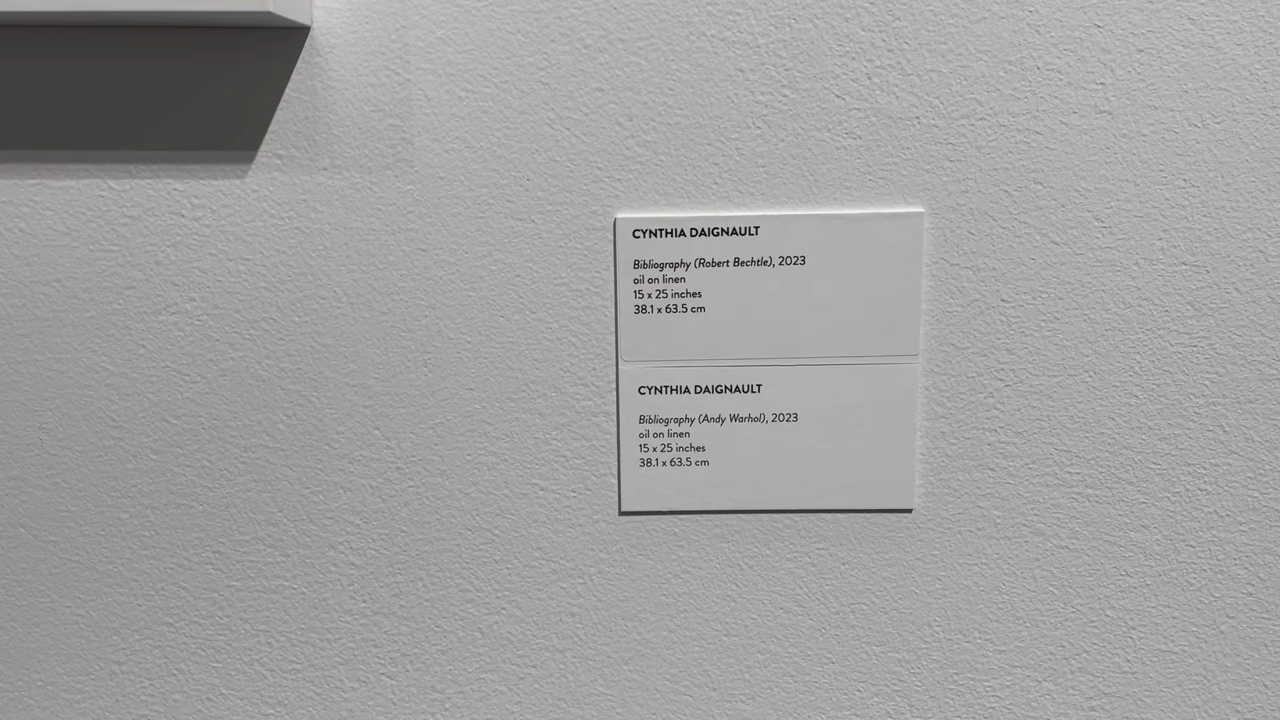 CYNTHIA DAIGNAULT
Bibliography (Robert Bechtle), 2023
oil on linen
15 x 25 inches
38.1 x 63.5 cm
CYNTHIA DAIGNAULT
Bibliography (Andy Warhol), 2023
oil on linen
15 x 25 inches
38.1 x 63.5 cm